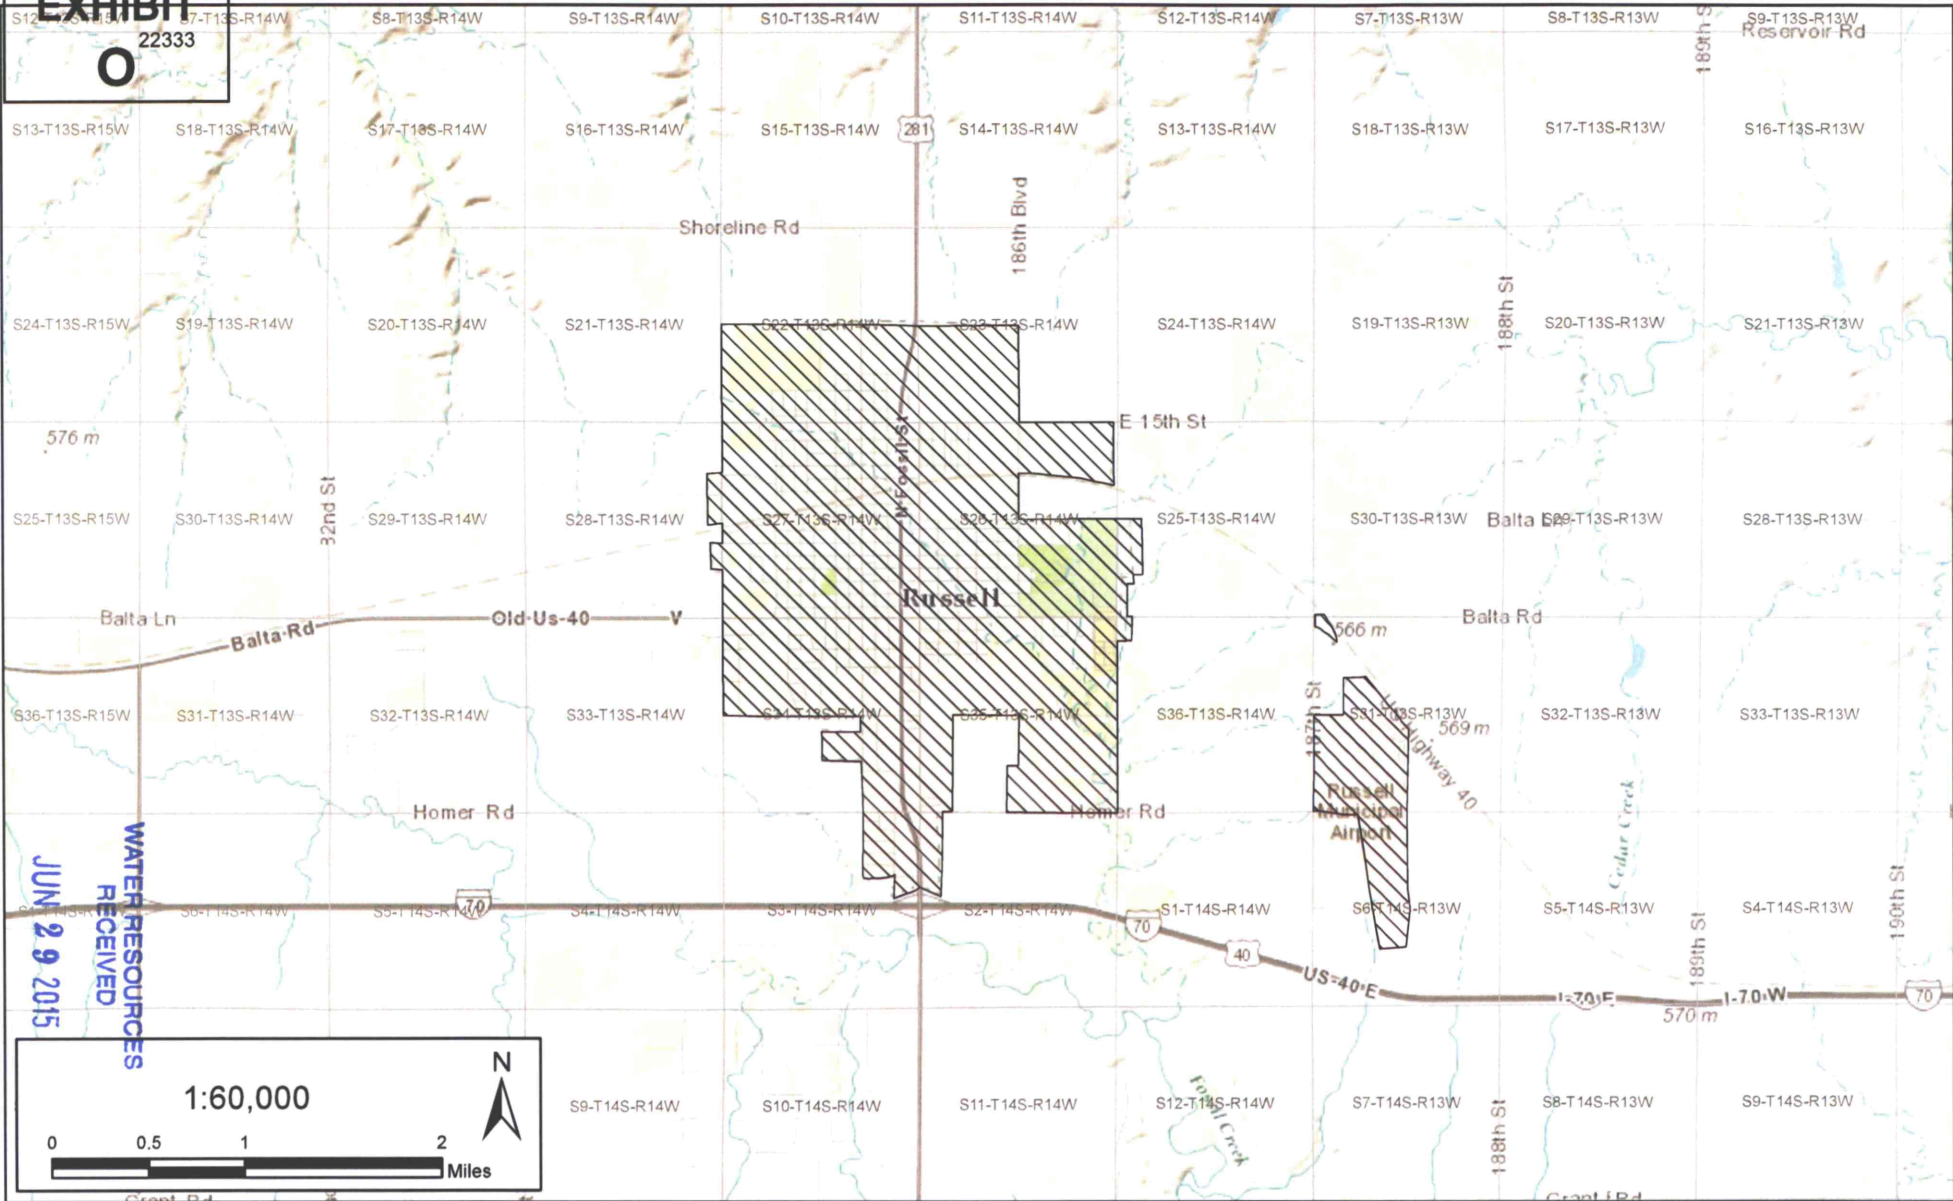 EXHIBIT
22333
O
S7-T13S-R14W
S8-T13S-R14W
S9-T13S-R14W
S10-T13S-R14W
S11-T13S-R14W
S12-T13S-R14W
S7-T13S-R13W
S8-T13S-R13W
S9-T13S-R13W
Reservoir Rd
189th S
S13-T13S-R15W
S18-T13S-R14W
S17-T13S-R14W
S16-T13S-R14W
S15-T13S-R14W
281
S14-T13S-R14W
S13-T13S-R14W
S18-T13S-R13W
S17-T13S-R13W
S16-T13S-R13W
Shoreline Rd
186th Blvd
S24-T13S-R15W
S19-T13S-R14W
S20-T13S-R14W
S21-T13S-R14W
S22-T13S-R14W
S23-T13S-R14W
S24-T13S-R14W
S19-T13S-R13W
188th St
S20-T13S-R13W
S21-T13S-R13W
576 m
N Fossil St
E 15th St
S25-T13S-R15W
S30-T13S-R14W
S29-T13S-R14W
S28-T13S-R14W
S27-T13S-R14W
S26-T13S-R14W
S25-T13S-R14W
S30-T13S-R13W
Balta Ln
S29-T13S-R13W
S28-T13S-R13W
Russell
Balta Ln
Balta Rd
Old Us-40
V
566 m
Balta Rd
S36-T13S-R15W
S31-T13S-R14W
S32-T13S-R14W
S33-T13S-R14W
S34-T13S-R14W
S35-T13S-R14W
S36-T13S-R14W
187th St
S31-T13S-R13W
569 m
S32-T13S-R13W
S33-T13S-R13W
Highway 40
Homer Rd
Homer Rd
Russell
Municipal
Airport
Cedar Creek
WATER RESOURCES
RECEIVED
JUN 29 2015
S6-T14S-R14W
S5-T14S-R14W
70
S4-T14S-R14W
S3-T14S-R14W
S2-T14S-R14W
S1-T14S-R14W
S6-T14S-R13W
S5-T14S-R13W
S4-T14S-R13W
190th St
70
40
US-40 E
I-70 E
189th St
I-70 W
70
570 m
S9-T14S-R14W
S10-T14S-R14W
S11-T14S-R14W
S12-T14S-R14W
S7-T14S-R13W
188th St
S8-T14S-R13W
S9-T14S-R13W
Fossil Creek
N
1:60,000
0 0.5 1 2
Miles